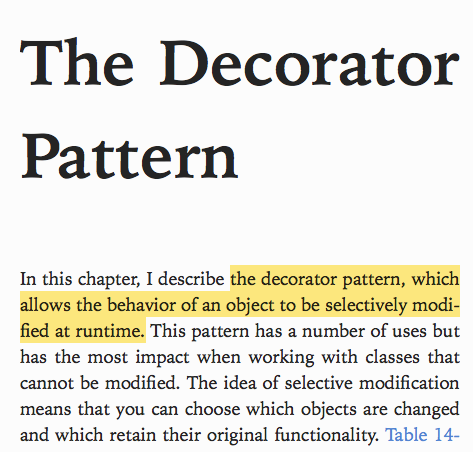 The Decorator
Pattern
In this chapter, I describe the decorator pattern, which
allows the behavior of an object to be selectively modi-
fied at runtime. This pattern has a number of uses but
has the most impact when working with classes that
cannot be modified. The idea of selective modification
means that you can choose which objects are changed
and which retain their original functionality. Table 14-